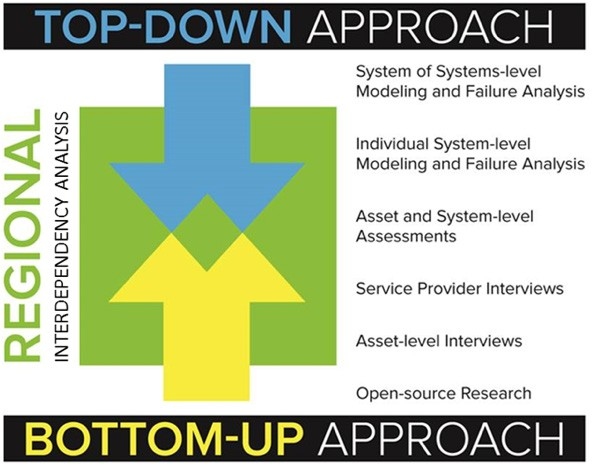 TOP-DOWN APPROACH
REGIONAL
INTERDEPENDENCY ANALYSIS
System of Systems-level
Modeling and Failure Analysis
Individual System-level
Modeling and Failure Analysis
Asset and System-level
Assessments
Service Provider Interviews
Asset-level Interviews
Open-source Research
BOTTOM-UP APPROACH